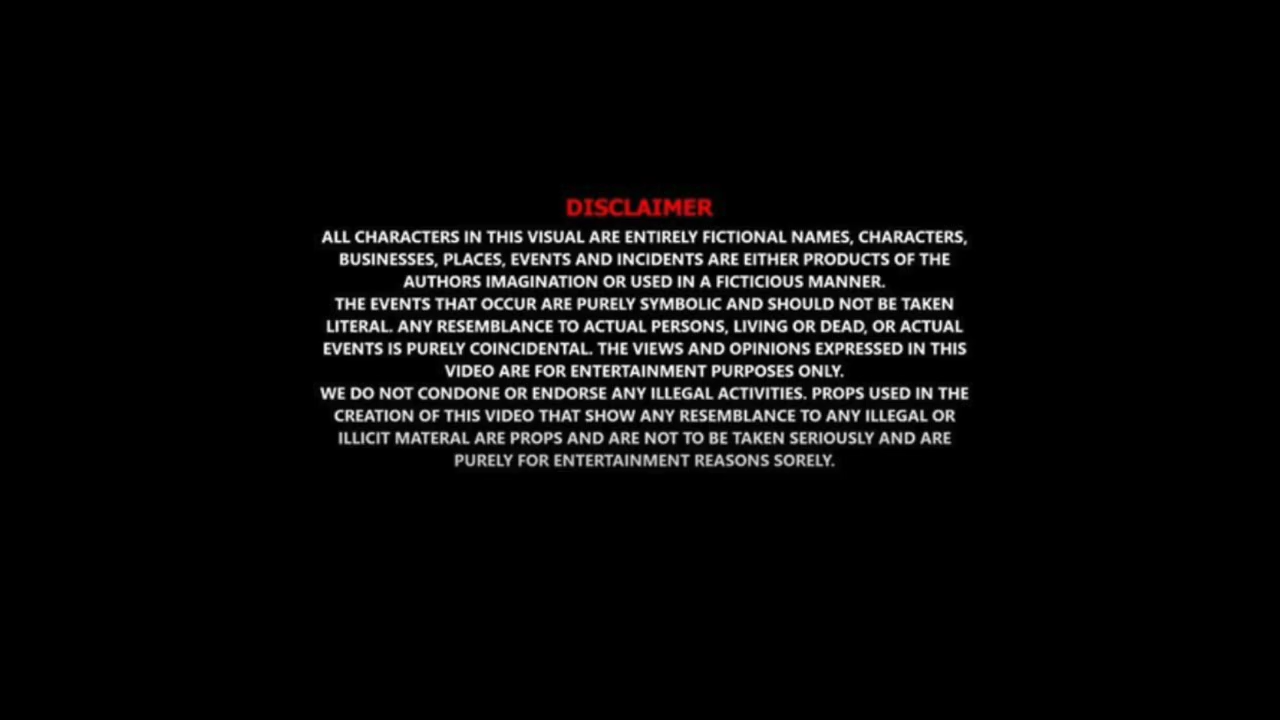 DISCLAIMER
ALL CHARACTERS IN THIS VISUAL ARE ENTIRELY FICTIONAL NAMES, CHARACTERS,
BUSINESSES, PLACES, EVENTS AND INCIDENTS ARE EITHER PRODUCTS OF THE
AUTHORS IMAGINATION OR USED IN A FICTICIOUS MANNER.
THE EVENTS THAT OCCUR ARE PURELY SYMBOLIC AND SHOULD NOT BE TAKEN
LITERAL. ANY RESEMBLANCE TO ACTUAL PERSONS, LIVING OR DEAD, OR ACTUAL
EVENTS IS PURELY COINCIDENTAL. THE VIEWS AND OPINIONS EXPRESSED IN THIS
VIDEO ARE FOR ENTERTAINMENT PURPOSES ONLY.
WE DO NOT CONDONE OR ENDORSE ANY ILLEGAL ACTIVITIES. PROPS USED IN THE
CREATION OF THIS VIDEO THAT SHOW ANY RESEMBLANCE TO ANY ILLEGAL OR
ILLICIT MATERAL ARE PROPS AND ARE NOT TO BE TAKEN SERIOUSLY AND ARE
PURELY FOR ENTERTAINMENT REASONS SORELY.